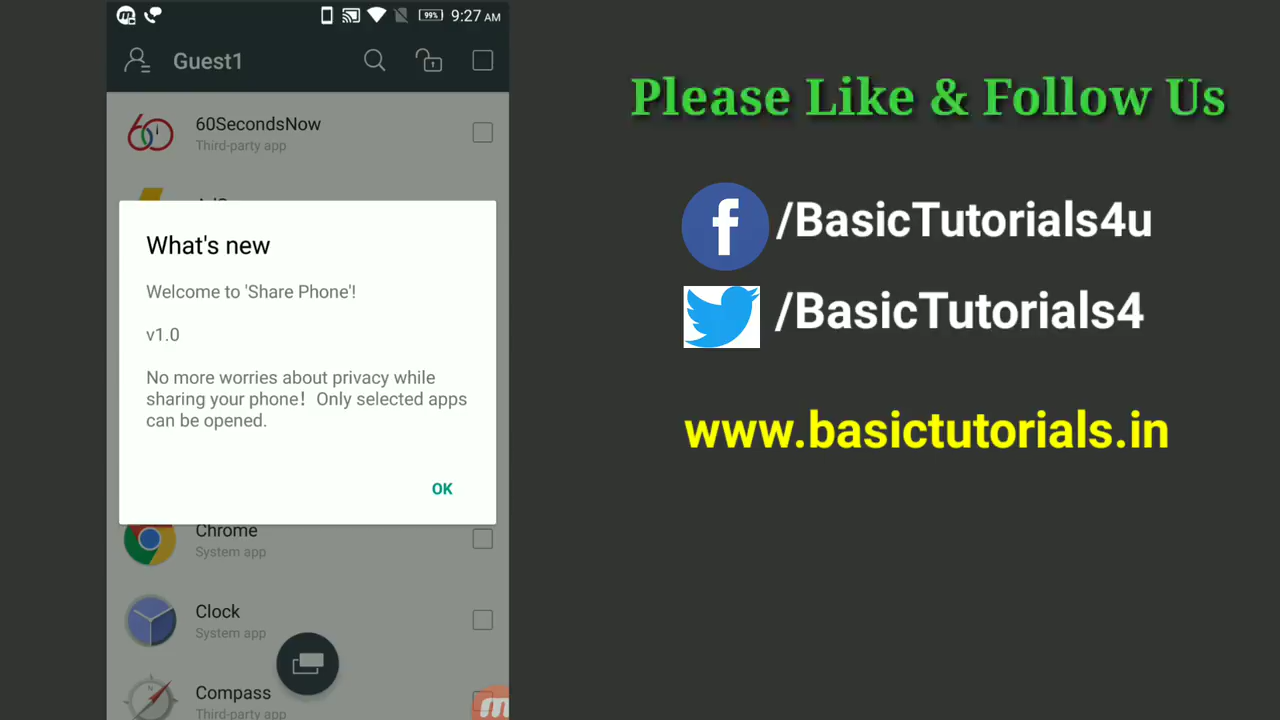 99%
9:27 AM
Guest1
60SecondsNow
Third-party app
What's new
Welcome to 'Share Phone'!
v1.0
No more worries about privacy while
sharing your phone! Only selected apps
can be opened.
OK
Chrome
System app
Clock
System app
Compass
Third-party app
Please Like & Follow Us
f
/BasicTutorials4u
/BasicTutorials4
www.basictutorials.in